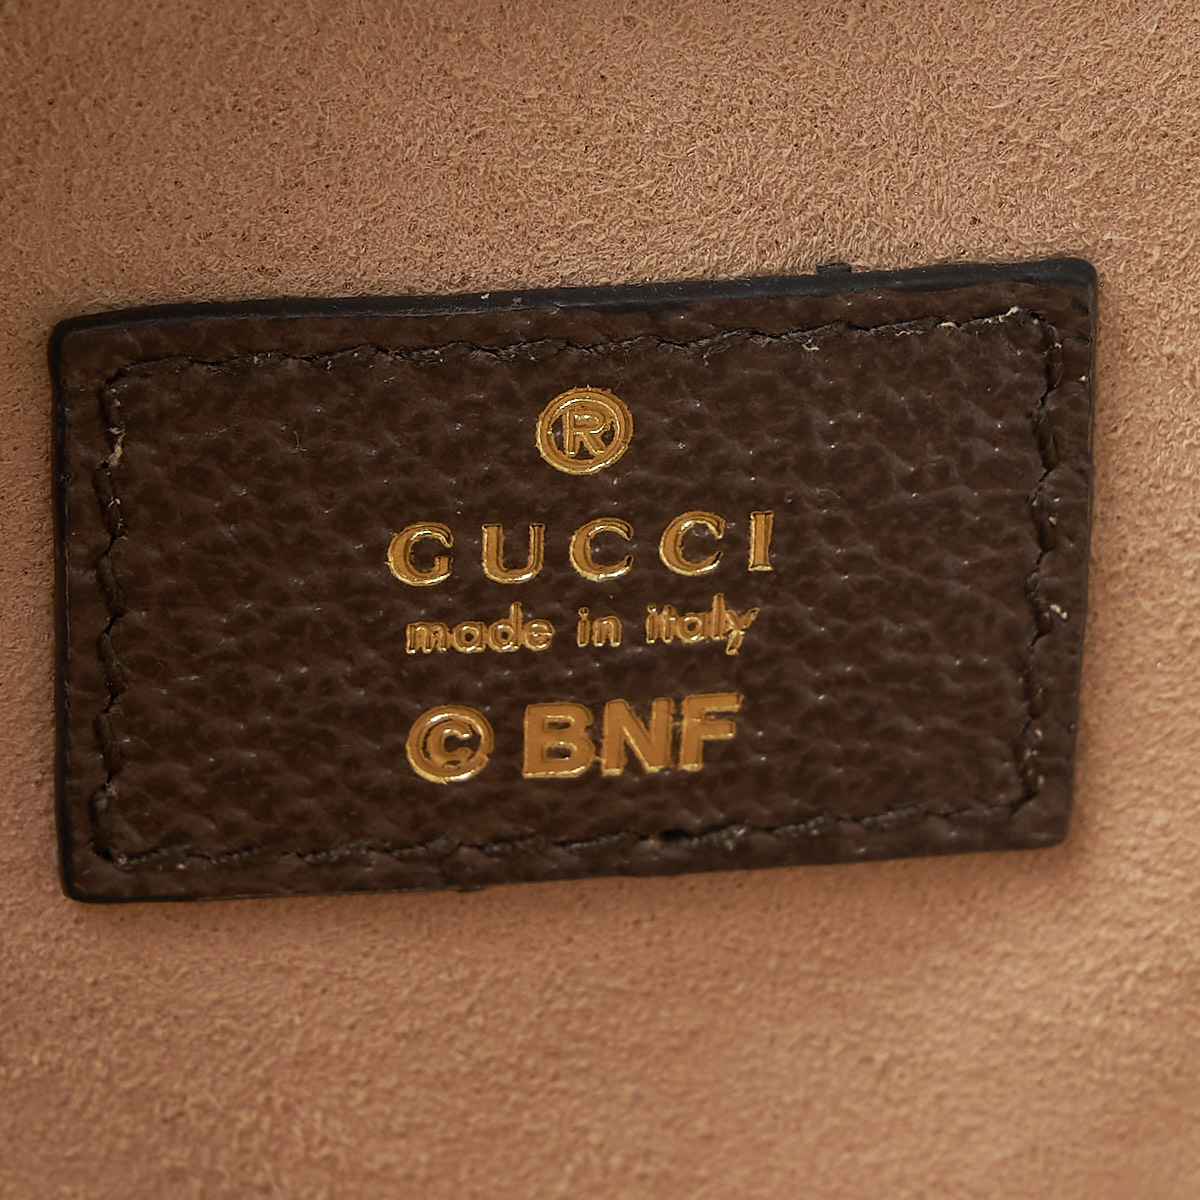 ®
GUCCI
made in italy
© BNF